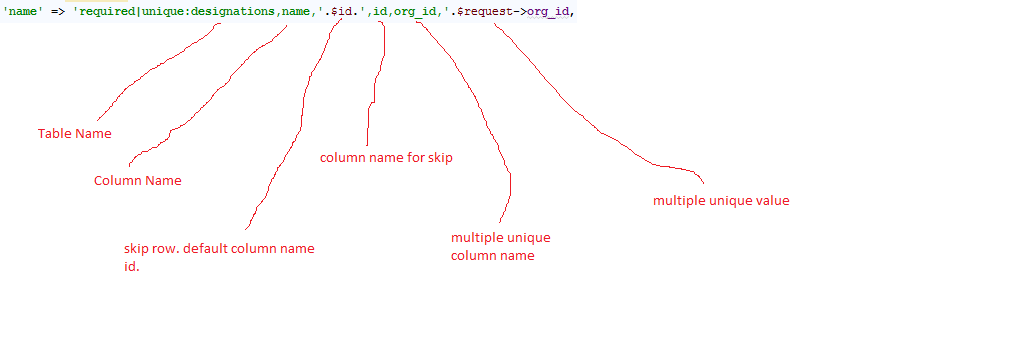 'name' => 'required|unique:designations,name,'.$id.',id,org_id,'.$request->org_id,
Table Name
column name for skip
Column Name
multiple unique value
multiple unique
column name
skip row. default column name
id.